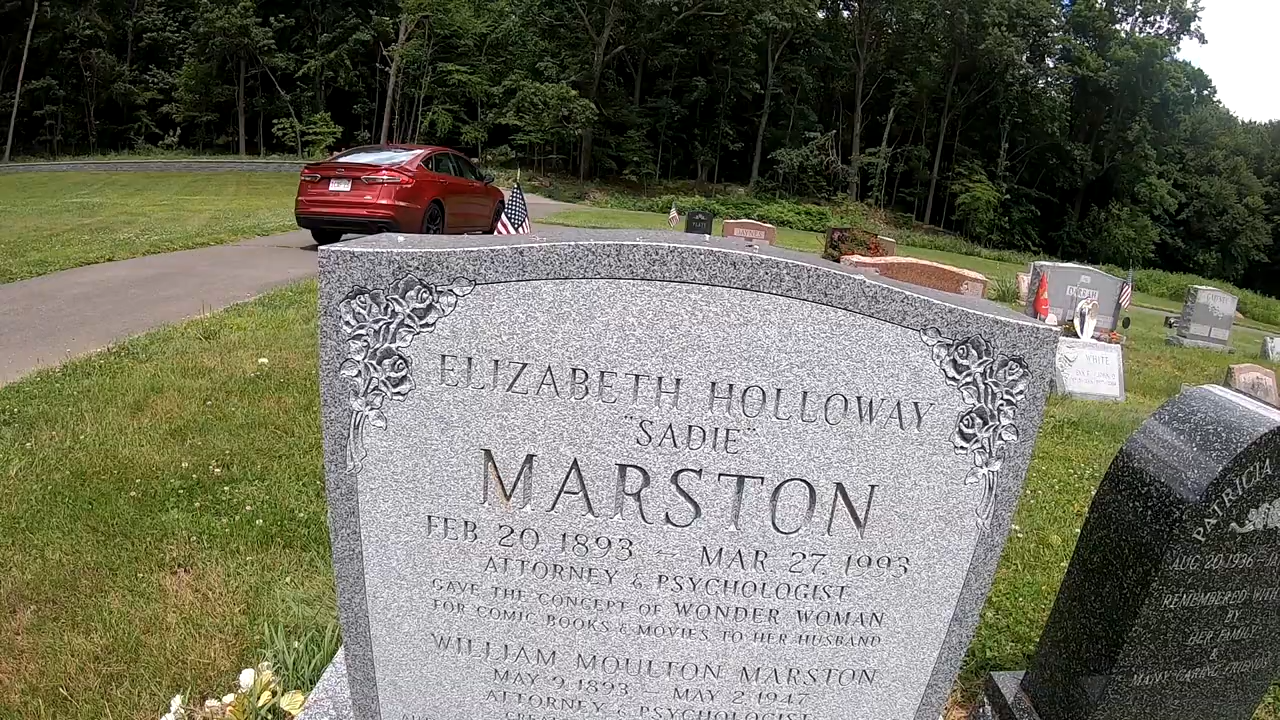 ELIZABETH HOLLOWAY
"SADIE"
MARSTON
FEB. 20, 1893 – MAR. 27, 1993
ATTORNEY & PSYCHOLOGIST
GAVE THE CONCEPT OF WONDER WOMAN
FOR COMIC BOOKS & MOVIES TO HER HUSBAND
WILLIAM MOULTON MARSTON
MAY 9, 1893 – MAY 2, 1947
ATTORNEY & PSYCHOLOGIST
JAYNES
WHITE
PATRICIA
AUG. 20, 1936
REMEMBERED WITH
BY
HER FAMILY
&
MANY CARING